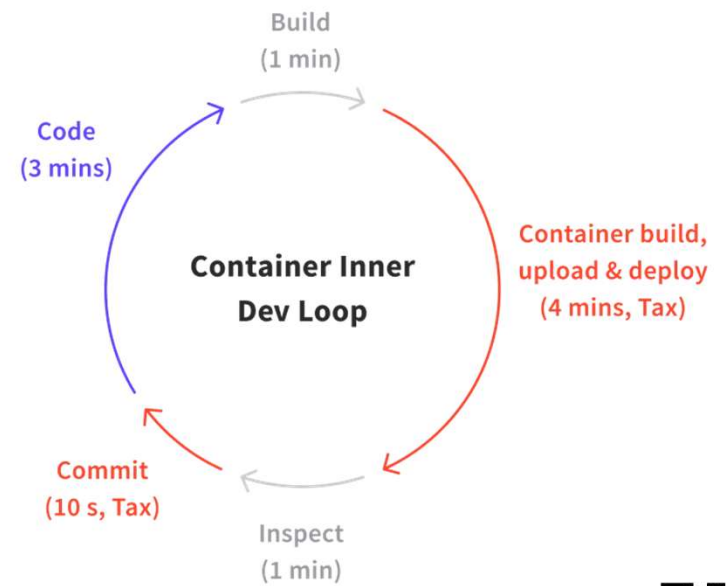 Build
(1 min)
Code
(3 mins)
Container build,
upload & deploy
(4 mins, Tax)
Container Inner
Dev Loop
Commit
(10 s, Tax)
Inspect
(1 min)